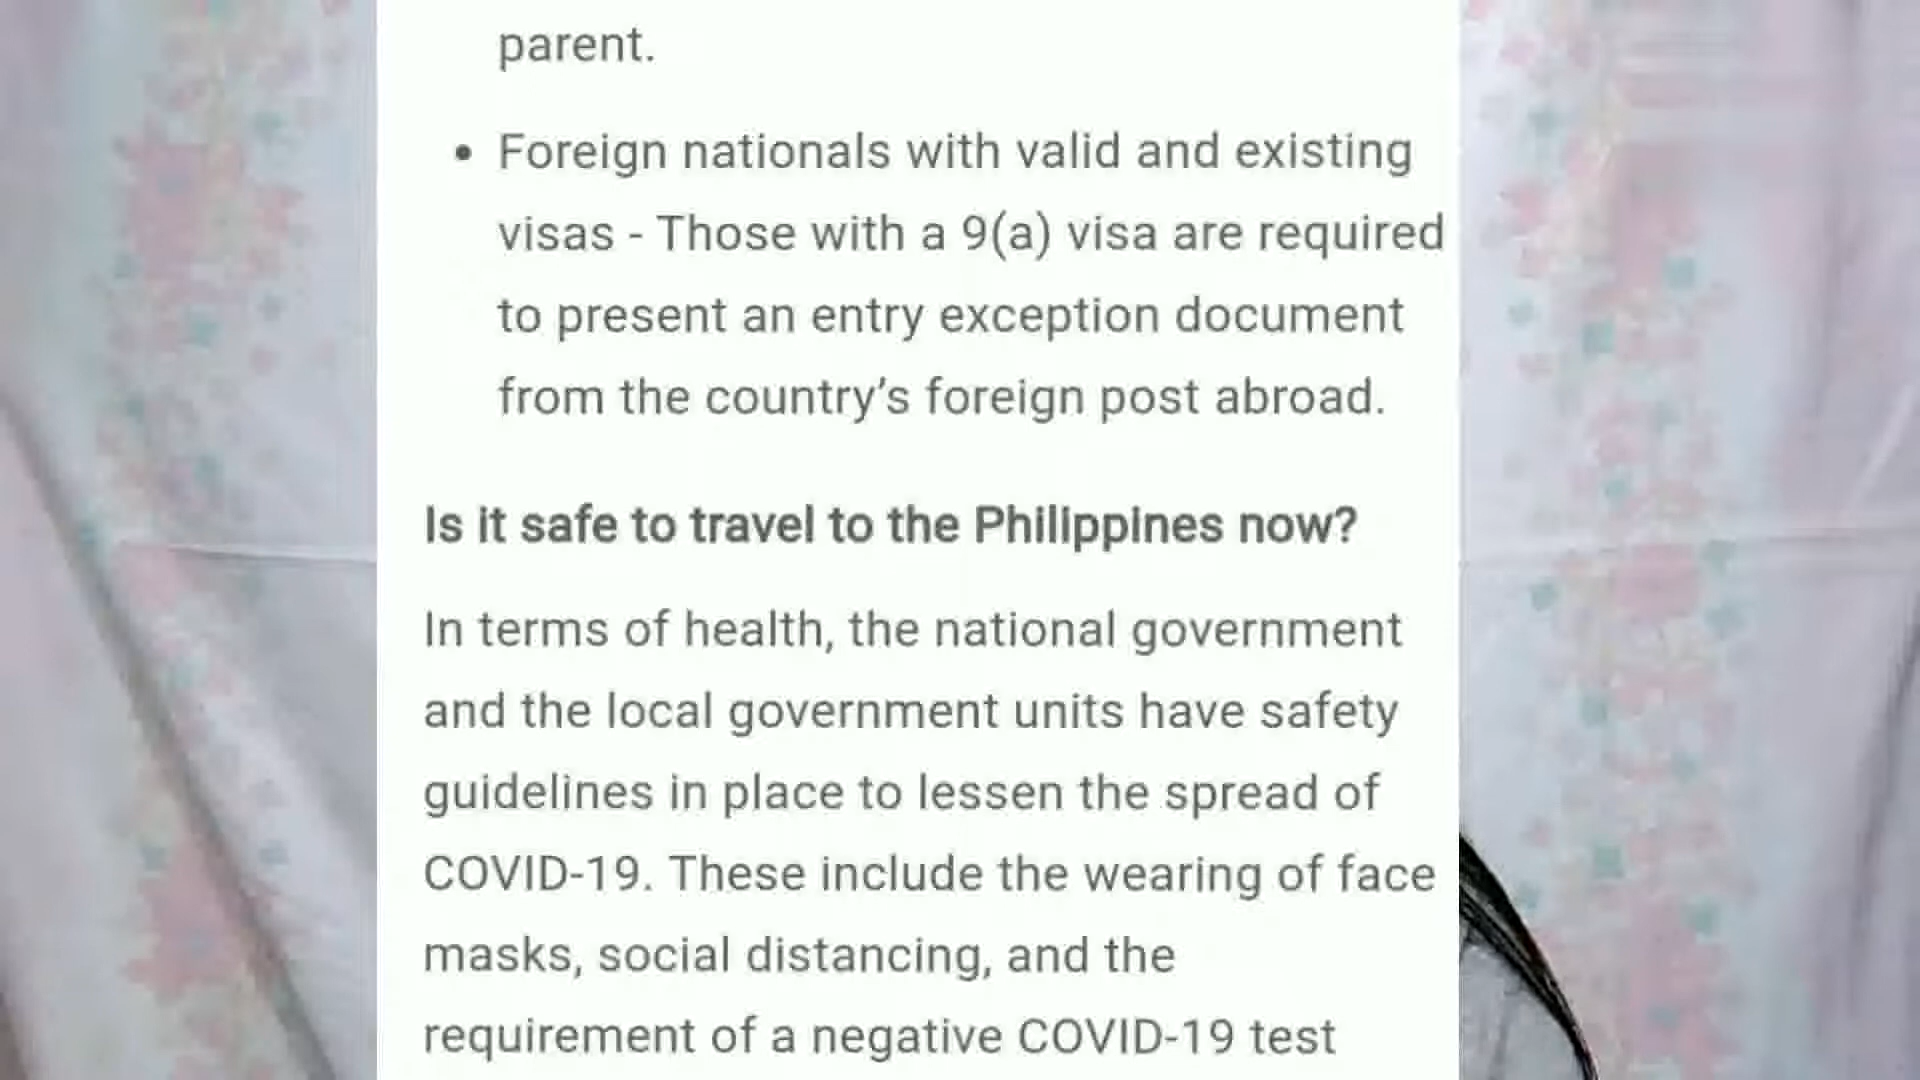 parent.
• Foreign nationals with valid and existing
visas - Those with a 9(a) visa are required
to present an entry exception document
from the country’s foreign post abroad.
Is it safe to travel to the Philippines now?
In terms of health, the national government
and the local government units have safety
guidelines in place to lessen the spread of
COVID-19. These include the wearing of face
masks, social distancing, and the
requirement of a negative COVID-19 test